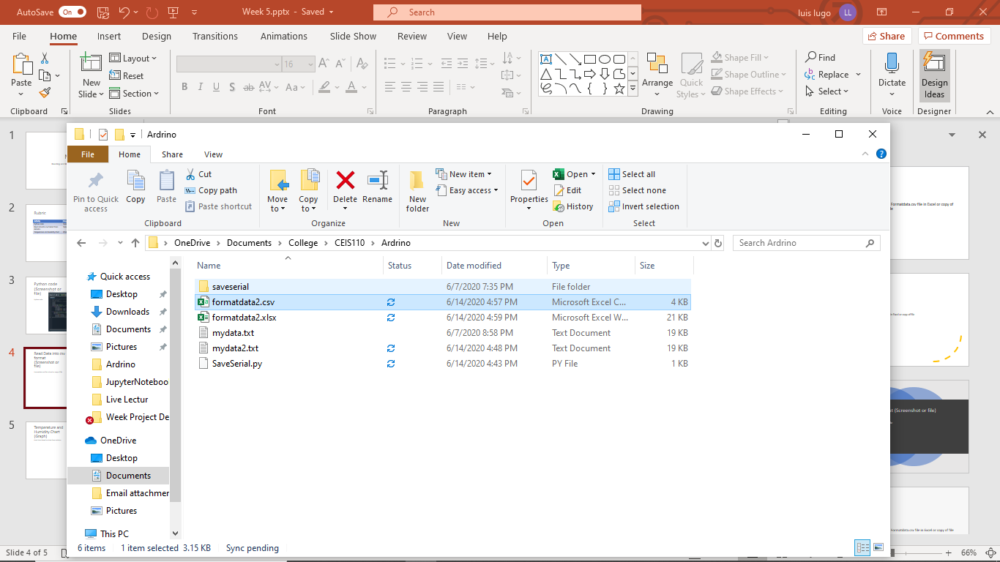 AutoSave On Week 5.pptx - Saved Search luis lugo LL
File Home Insert Design Transitions Animations Slide Show Review View Help Share Comments
Paste New Slide Layout Reset Section 16 Arrange Quick Styles Shape Fill Shape Outline Shape Effects Find Replace Select Dictate Design Ideas
Clipboard Slides Font Paragraph Drawing Editing Voice Designer
1
2
Rubric
3
Python code (Screenshot or file)
4
Read Data into csv format (Screenshot or file)
5
Temperature and Humidity Chart (Graph)
Ardrino
File Home Share View
Pin to Quick access Copy Paste Cut Copy path Paste shortcut
Move to Copy to Delete Rename
New folder New item Easy access
Properties Open Edit History
Select all Select none Invert selection
Clipboard Organize New Open Select
OneDrive Documents College CEIS110 Ardrino Search Ardrino
Name Status Date modified Type Size
saveserial 6/7/2020 7:35 PM File folder
formatdata2.csv 6/14/2020 4:57 PM Microsoft Excel C... 4 KB
formatdata2.xlsx 6/14/2020 4:59 PM Microsoft Excel W... 21 KB
mydata.txt 6/7/2020 8:58 PM Text Document 19 KB
mydata2.txt 6/14/2020 4:48 PM Text Document 19 KB
SaveSerial.py 6/14/2020 4:43 PM PY File 1 KB
Quick access
Desktop
Downloads
Documents
Pictures
Ardrino
JupyterNoteboo
Live Lectur
Week Project De
OneDrive
Desktop
Documents
Email attachmer
Pictures
This PC
6 items 1 item selected 3.15 KB Sync pending
Formatdata.csv file in Excel or copy of file
(Screenshot or file)
Formatdata.csv file in Excel or copy of file
Slide 4 of 5 66%